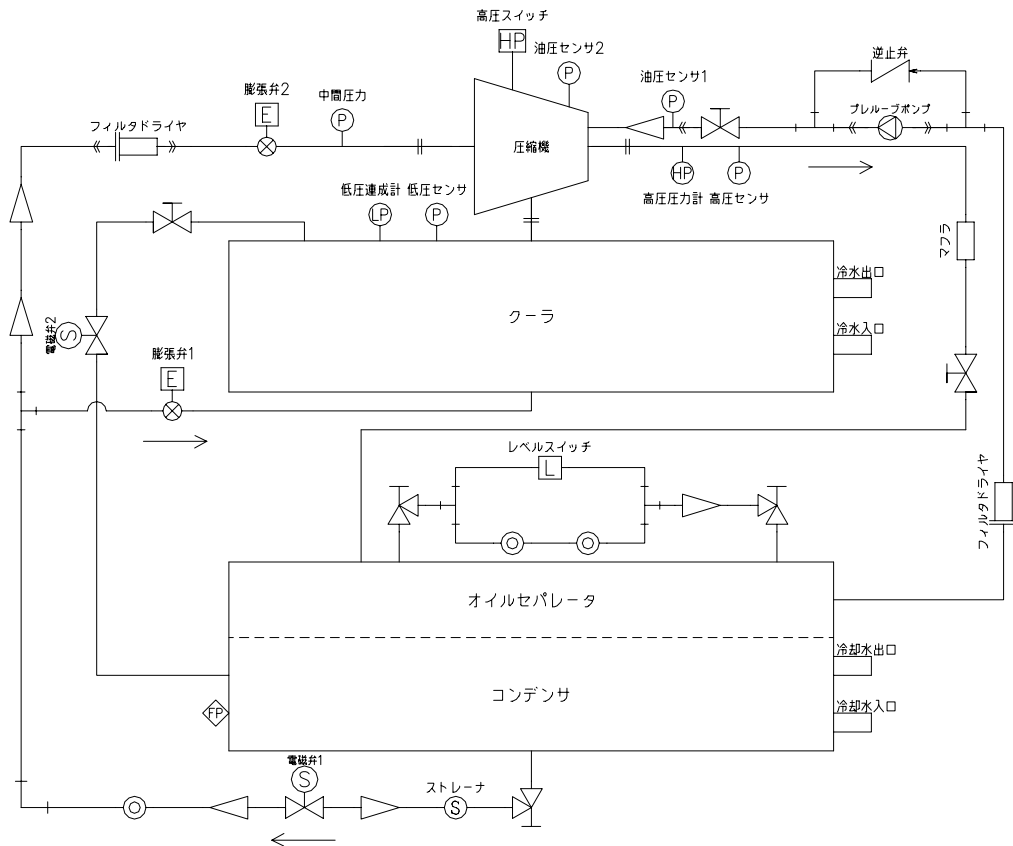 高圧スイッチ
HP
油圧センサ2
P
逆止弁
膨張弁2
E
中間圧力
P
油圧センサ1
P
プレルーブポンプ
フィルタドライヤ
圧縮機
低圧連成計
LP
低圧センサ
P
高圧圧力計
HP
高圧センサ
P
マフラ
冷水出口
クーラ
冷水入口
電磁弁2
S
膨張弁1
E
レベルスイッチ
L
フィルタドライヤ
オイルセパレータ
冷却水出口
コンデンサ
冷却水入口
FP
電磁弁1
S
ストレーナ
S